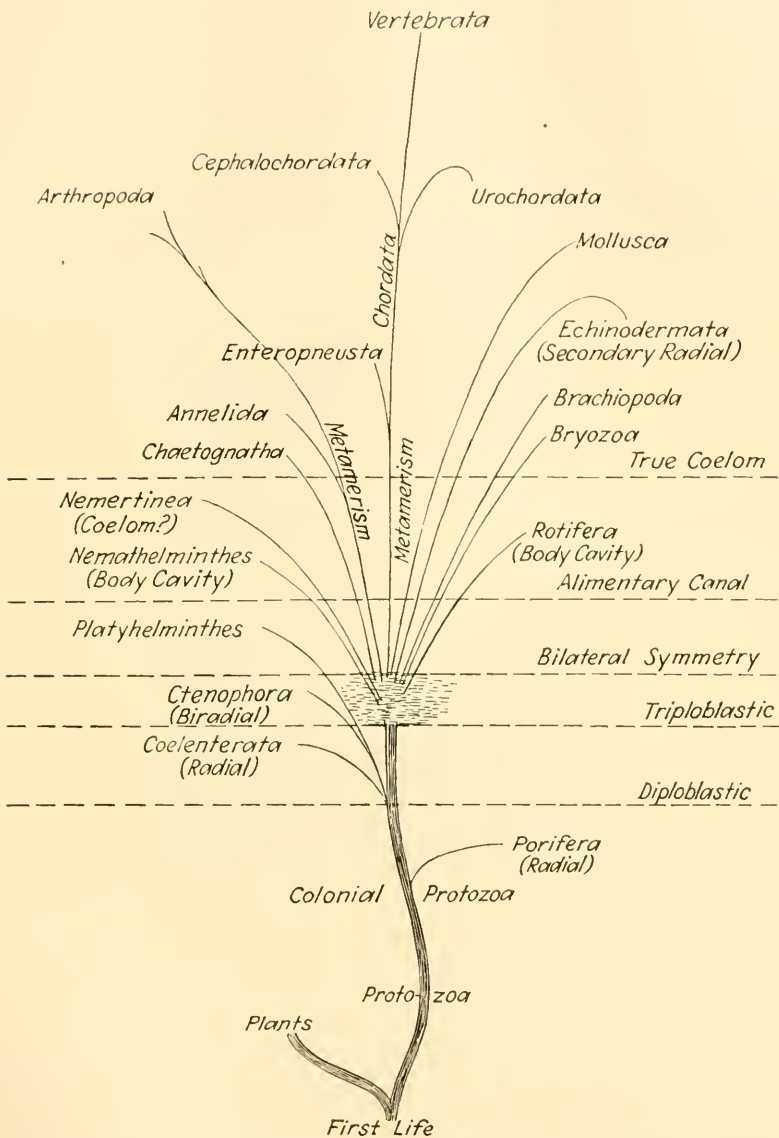 Vertebrata
Cephalochordata
Arthropoda
Urochordata
Mollusca
Chordata
Echinodermata
(Secondary Radial)
Enteropneusta
Brachiopoda
Annelida
Bryozoa
Metamerism
Chaetognatha
Metamerism
True Coelom
Nemertinea
(Coelom?)
Rotifera
(Body Cavity)
Nemathelminthes
(Body Cavity)
Alimentary Canal
Platyhelminthes
Bilateral Symmetry
Ctenophora
(Biradial)
Triploblastic
Coelenterata
(Radial)
Diploblastic
Porifera
(Radial)
Colonial Protozoa
Proto-zoa
Plants
First Life